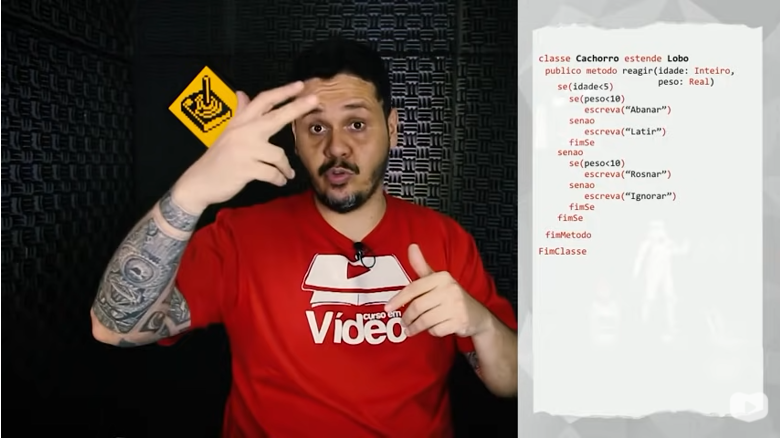 classe Cachorro estende Lobo
publico metodo reagir(idade: Inteiro,
peso: Real)
se(idade<5)
se(peso<10)
escreva(“Abanar”)
senao
escreva(“Latir”)
fimSe
senao
se(peso<10)
escreva(“Rosnar”)
senao
escreva(“Ignorar”)
fimSe
fimSe
fimMetodo
FimClasse
curso em
Vídeo